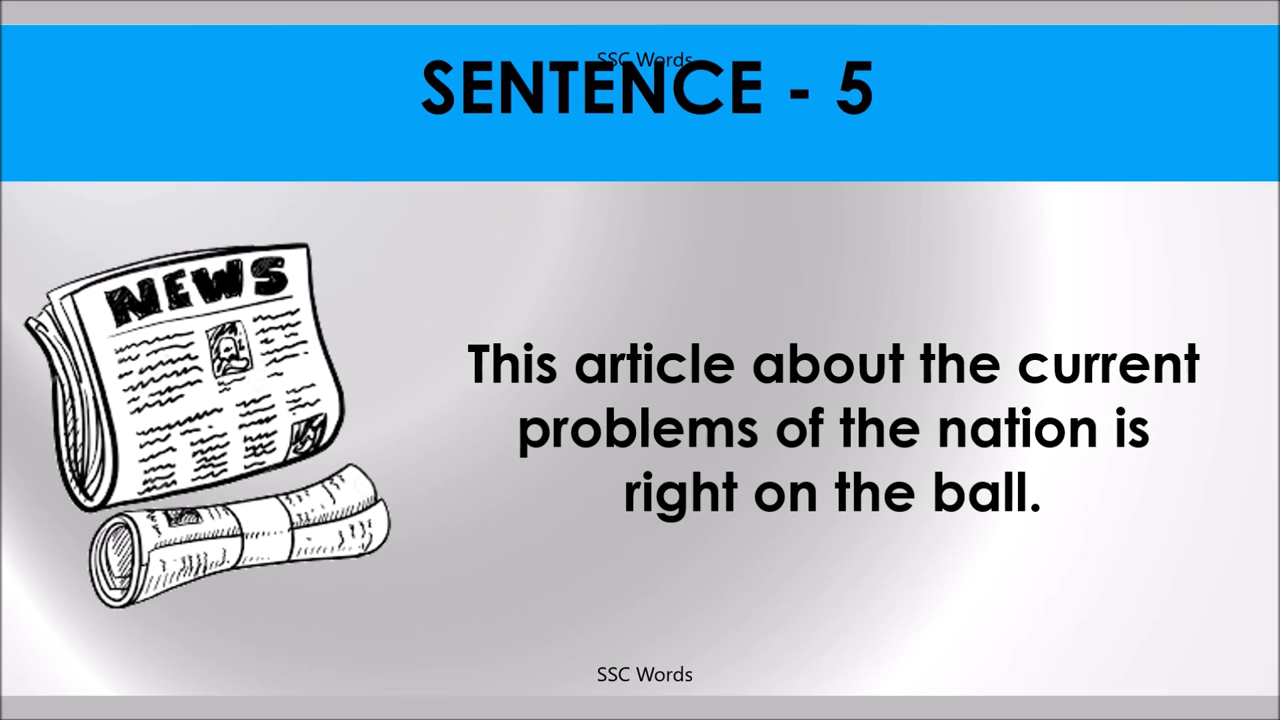 SSC Words
SENTENCE - 5
NEWS
This article about the current
problems of the nation is
right on the ball.
SSC Words